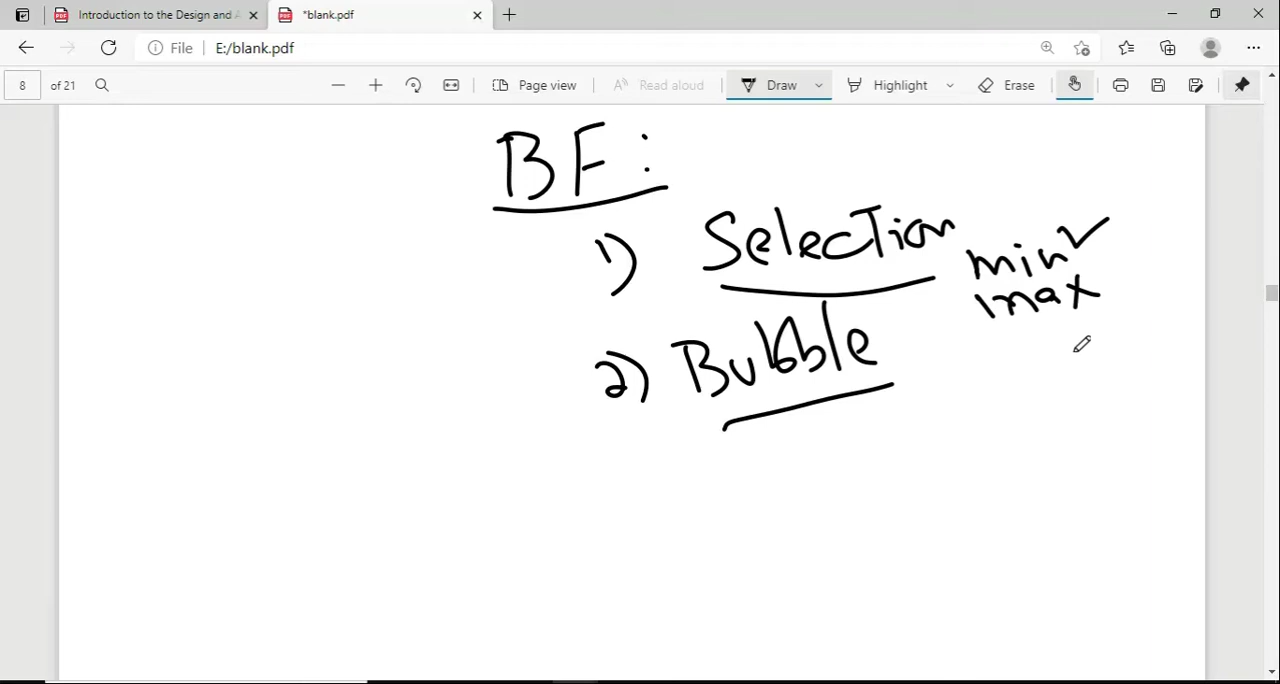 Introduction to the Design and A
*blank.pdf
File E:/blank.pdf
8 of 21 Page view Read aloud Draw Highlight Erase
BF:
1) Selection min
max
2) Bubble